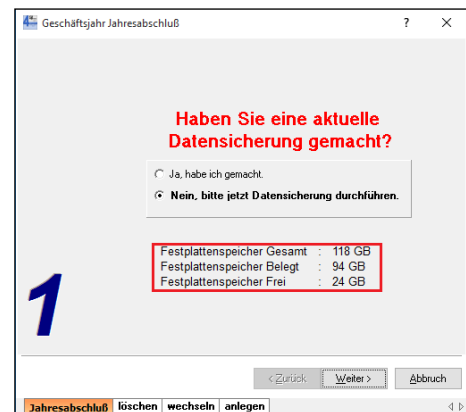 Geschäftsjahr Jahresabschluß ? ×
Haben Sie eine aktuelle
Datensicherung gemacht?
Ja, habe ich gemacht.
Nein, bitte jetzt Datensicherung durchführen.
Festplattenspeicher Gesamt : 118 GB
Festplattenspeicher Belegt : 94 GB
Festplattenspeicher Frei : 24 GB
1
< Zurück Weiter > Abbruch
Jahresabschluß löschen wechseln anlegen